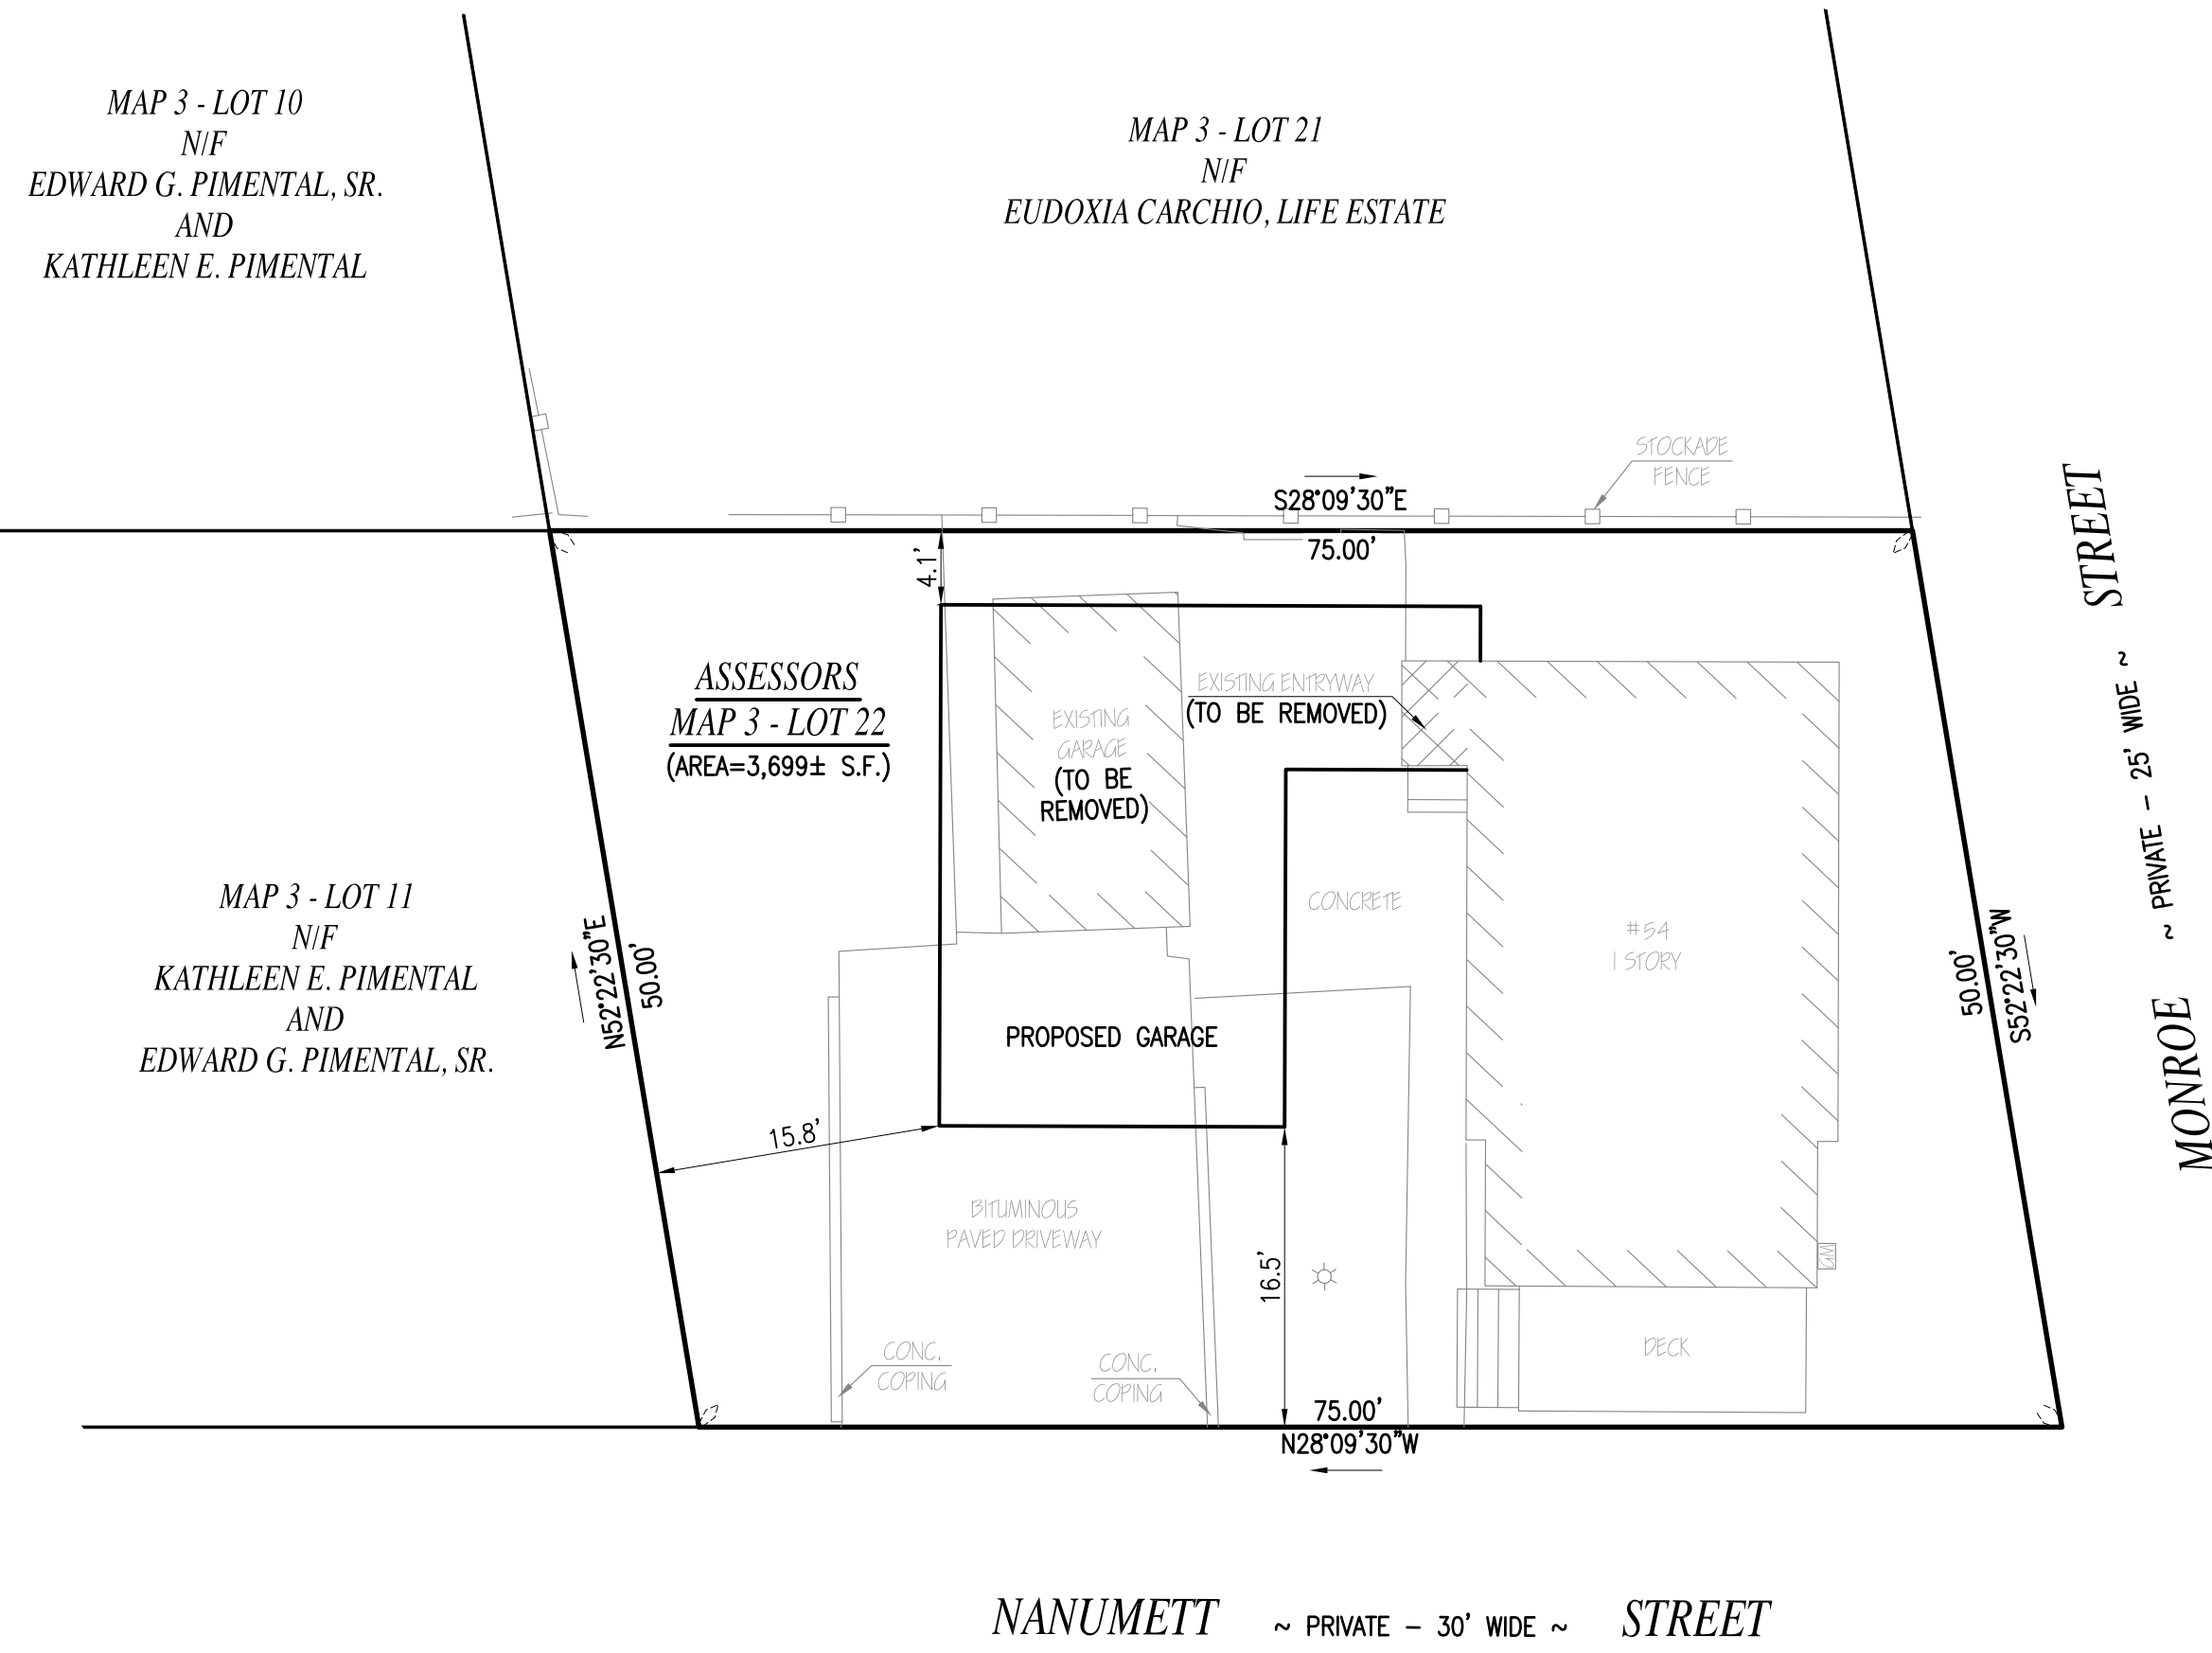 MAP 3 - LOT 10
N/F
EDWARD G. PIMENTAL, SR.
AND
KATHLEEN E. PIMENTAL
MAP 3 - LOT 21
N/F
EUDOXIA CARCHIO, LIFE ESTATE
STOCKADE
FENCE
S28°09'30"E
75.00'
4.1'
ASSESSORS
MAP 3 - LOT 22
(AREA=3,699± S.F.)
EXISTING
GARAGE
(TO BE
REMOVED)
EXISTING ENTRYWAY
(TO BE REMOVED)
MAP 3 - LOT 11
N/F
KATHLEEN E. PIMENTAL
AND
EDWARD G. PIMENTAL, SR.
N52°22'30"E
50.00'
CONCRETE
#54
1 STORY
50.00'
S52°22'30"W
MONROE ~ PRIVATE - 25' WIDE ~ STREET
PROPOSED GARAGE
15.8'
BITUMINOUS
PAVED DRIVEWAY
16.5'
GM
CONC.
COPING
CONC.
COPING
DECK
75.00'
N28°09'30"W
NANUMETT ~ PRIVATE - 30' WIDE ~ STREET